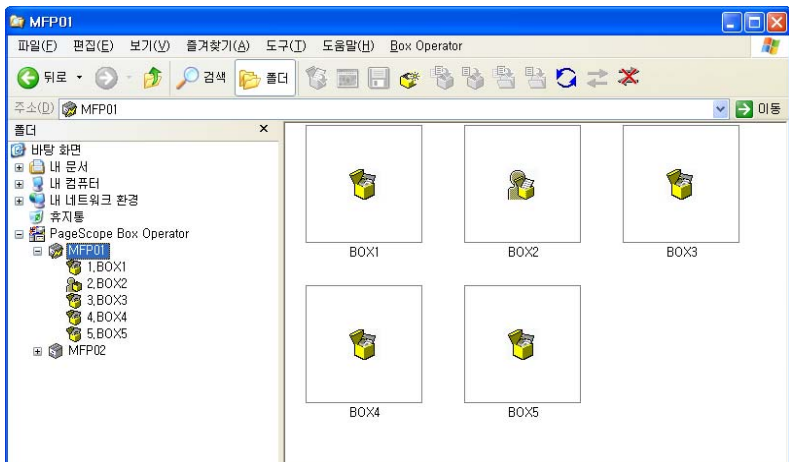 MFP01
파일(F) 편집(E) 보기(V) 즐겨찾기(A) 도구(T) 도움말(H) Box Operator
뒤로 검색 폴더
주소(D) MFP01 이동
폴더 ×
바탕 화면
내 문서
내 컴퓨터
내 네트워크 환경
휴지통
PageScope Box Operator
MFP01
1,BOX1
2,BOX2
3,BOX3
4,BOX4
5,BOX5
MFP02
BOX1 BOX2 BOX3
BOX4 BOX5